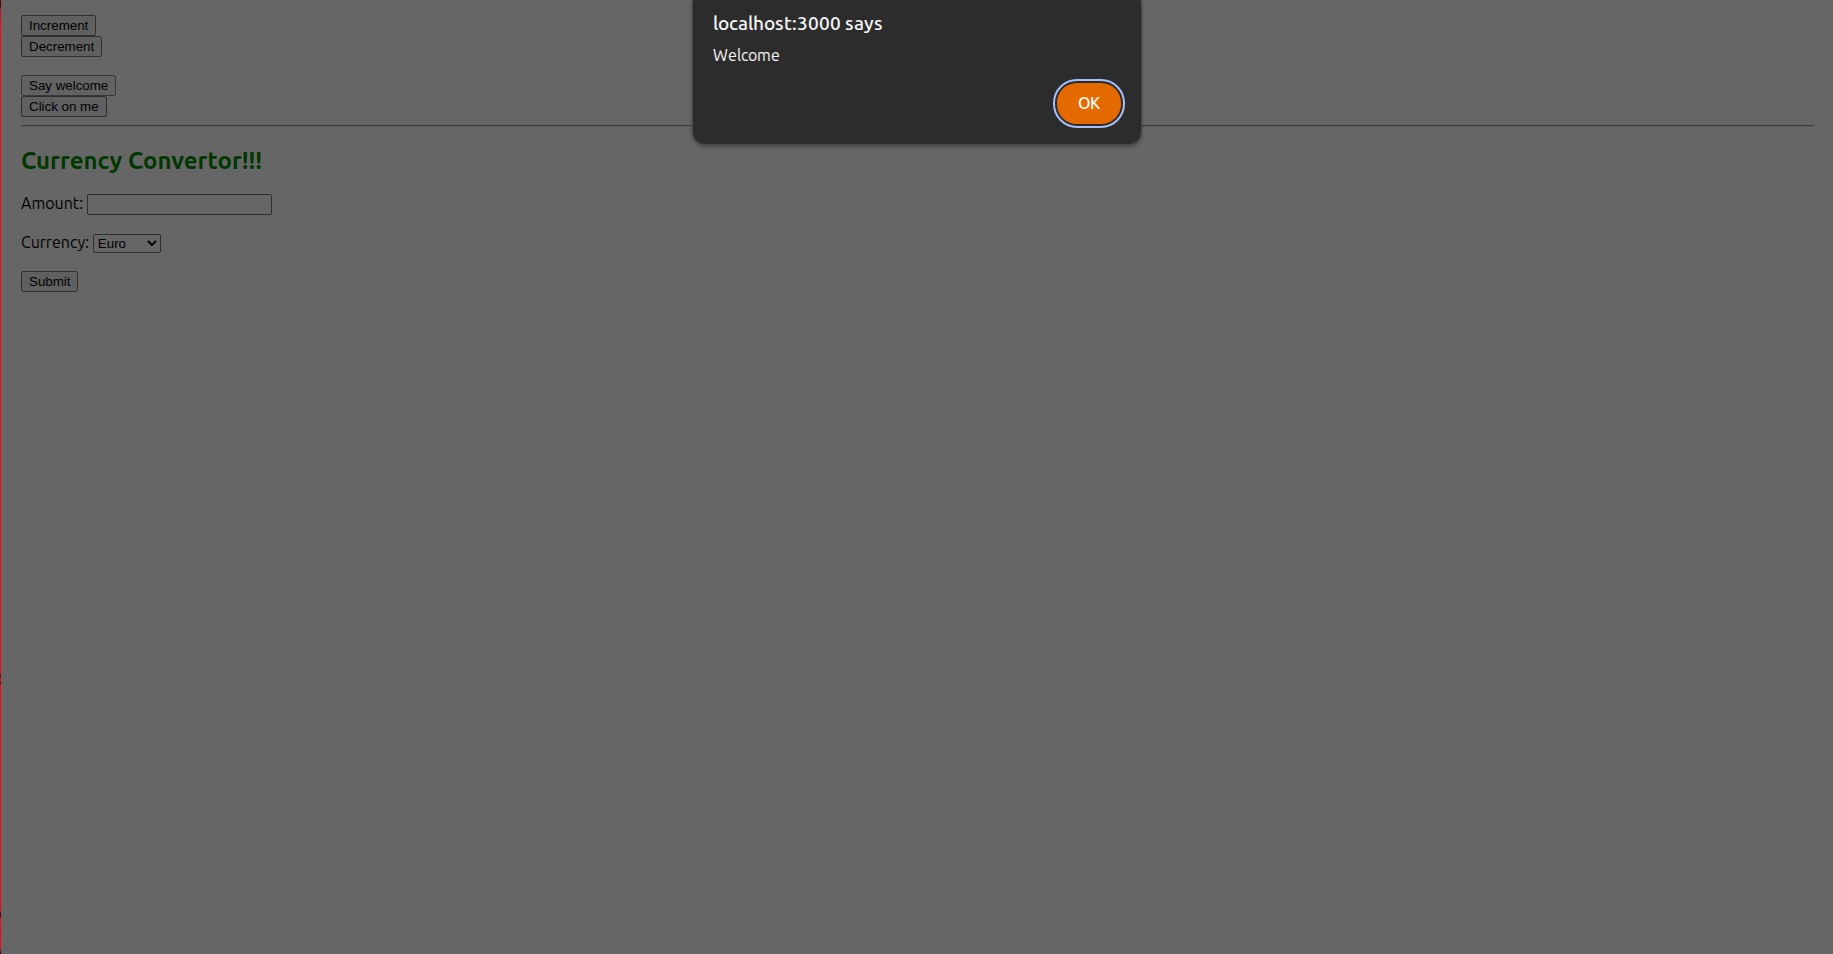 Increment
Decrement
Say welcome
Click on me
localhost:3000 says
Welcome
OK
Currency Convertor!!!
Amount:
Currency: Euro
Submit